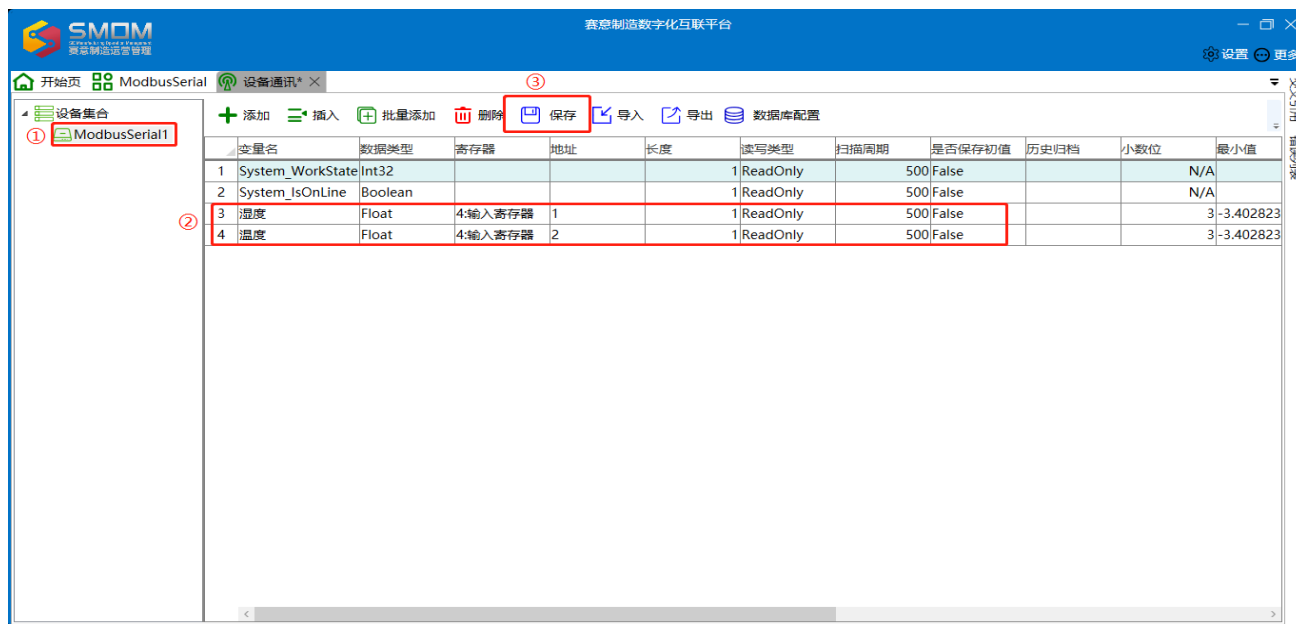 赛意制造数字化互联平台
SMOM
赛意制造运营管理
设置 更多
开始页 ModbusSerial 设备通讯*
③
设备集合
① ModbusSerial1
添加 插入 批量添加 删除 保存 导入 导出 数据库配置
变量名 数据类型 寄存器 地址 长度 读写类型 扫描周期 是否保存初值 历史归档 小数位 最小值
1 System_WorkState Int32 1 ReadOnly 500 False N/A
2 System_IsOnLine Boolean 1 ReadOnly 500 False N/A
②
3 湿度 Float 4:输入寄存器 1 1 ReadOnly 500 False 3 -3.402823
4 温度 Float 4:输入寄存器 2 1 ReadOnly 500 False 3 -3.402823